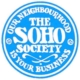 OUR NEIGHBOURHOOD
THE SOHO
SOCIETY
IS YOUR BUSINESS